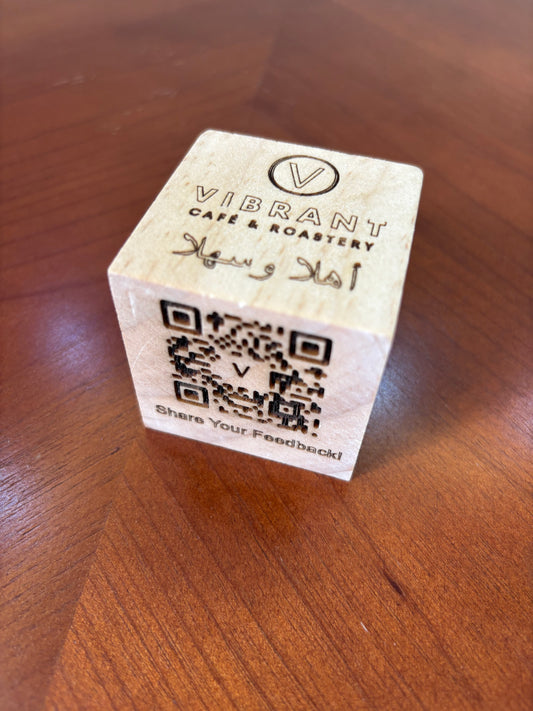 V
VIBRANT
CAFÉ & ROASTERY
أهلا وسهلا
V
Share Your Feedback!